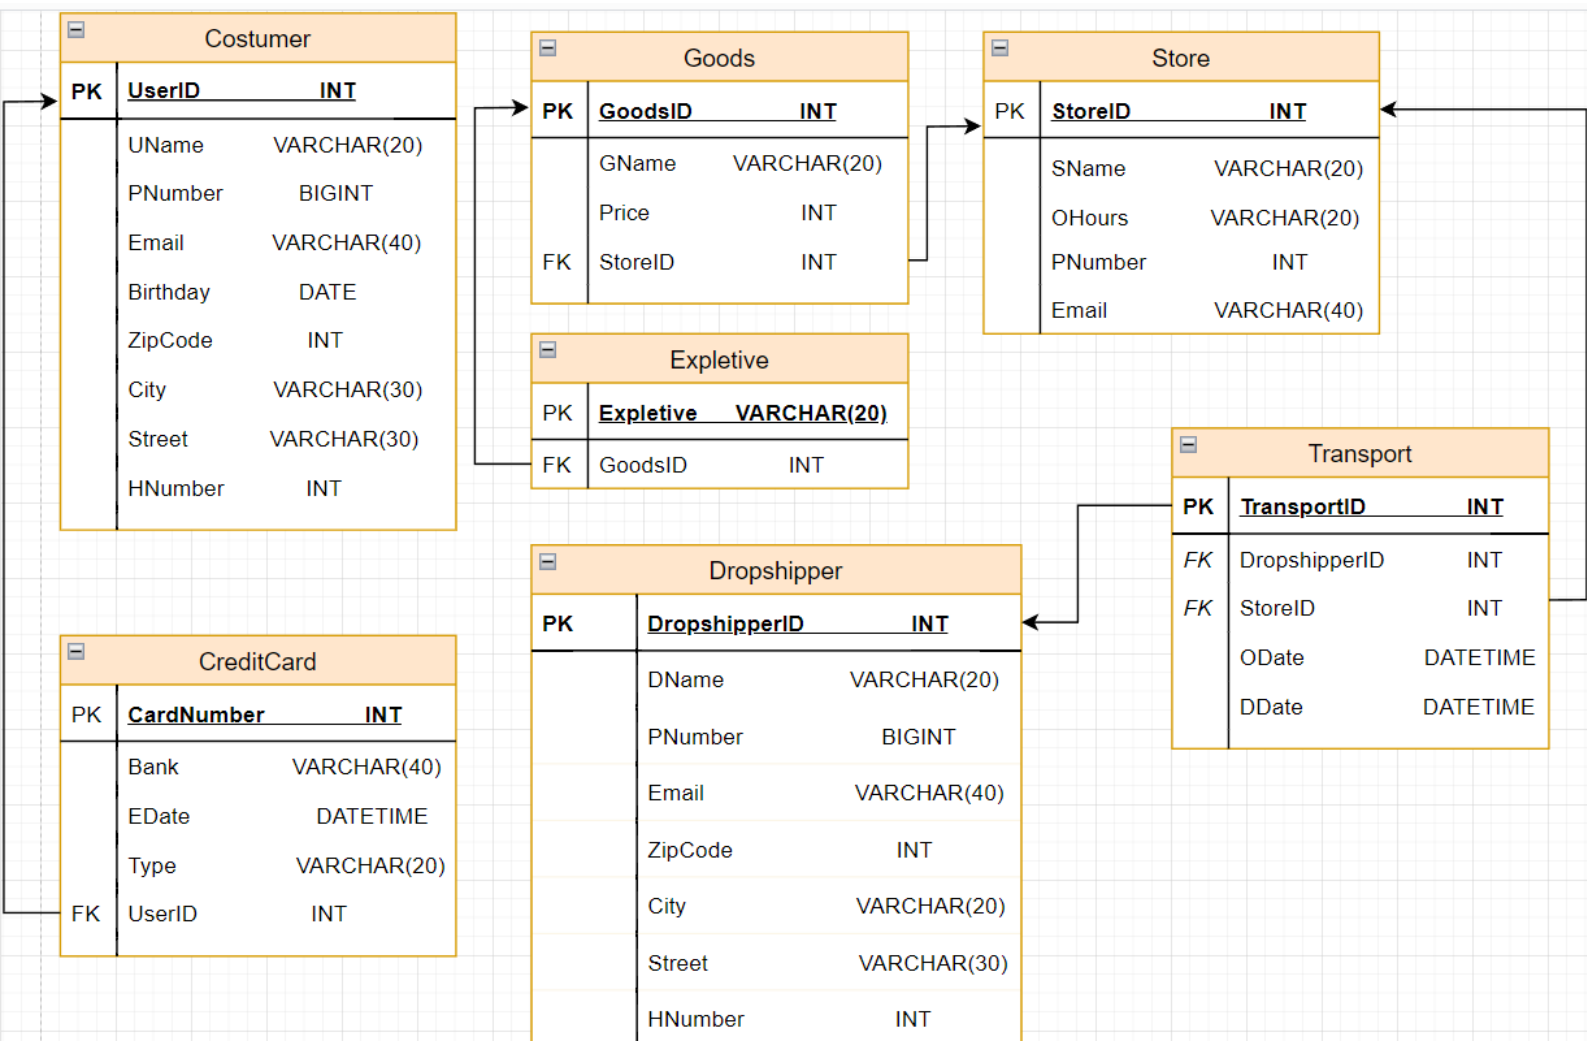 Costumer
PK UserID INT
UName VARCHAR(20)
PNumber BIGINT
Email VARCHAR(40)
Birthday DATE
ZipCode INT
City VARCHAR(30)
Street VARCHAR(30)
HNumber INT
Goods
PK GoodsID INT
GName VARCHAR(20)
Price INT
FK StoreID INT
Store
PK StoreID INT
SName VARCHAR(20)
OHours VARCHAR(20)
PNumber INT
Email VARCHAR(40)
Expletive
PK Expletive VARCHAR(20)
FK GoodsID INT
Transport
PK TransportID INT
FK DropshipperID INT
FK StoreID INT
ODate DATETIME
DDate DATETIME
Dropshipper
PK DropshipperID INT
DName VARCHAR(20)
PNumber BIGINT
Email VARCHAR(40)
ZipCode INT
City VARCHAR(20)
Street VARCHAR(30)
HNumber INT
CreditCard
PK CardNumber INT
Bank VARCHAR(40)
EDate DATETIME
Type VARCHAR(20)
FK UserID INT